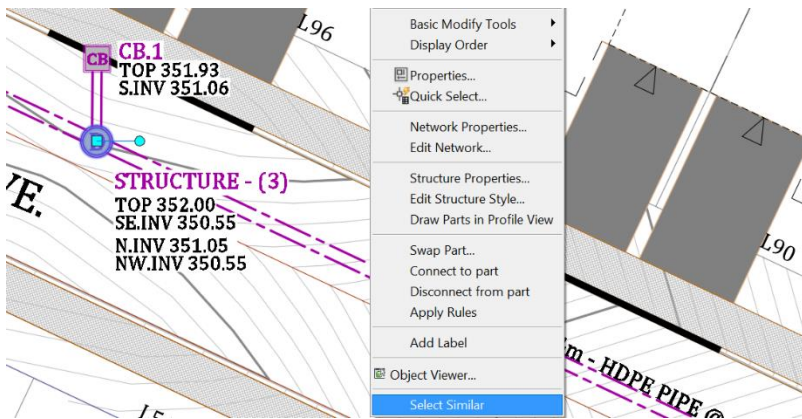 L96
CB
CB.1
TOP 351.93
S.INV 351.06
D
STRUCTURE - (3)
TOP 352.00
SE.INV 350.55
N.INV 351.05
NW.INV 350.55
VE.
Basic Modify Tools
Display Order
Properties...
Quick Select...
Network Properties...
Edit Network...
Structure Properties...
Edit Structure Style...
Draw Parts in Profile View
Swap Part...
Connect to part
Disconnect from part
Apply Rules
Add Label
Object Viewer...
Select Similar
L90
m - HDPE PIPE @